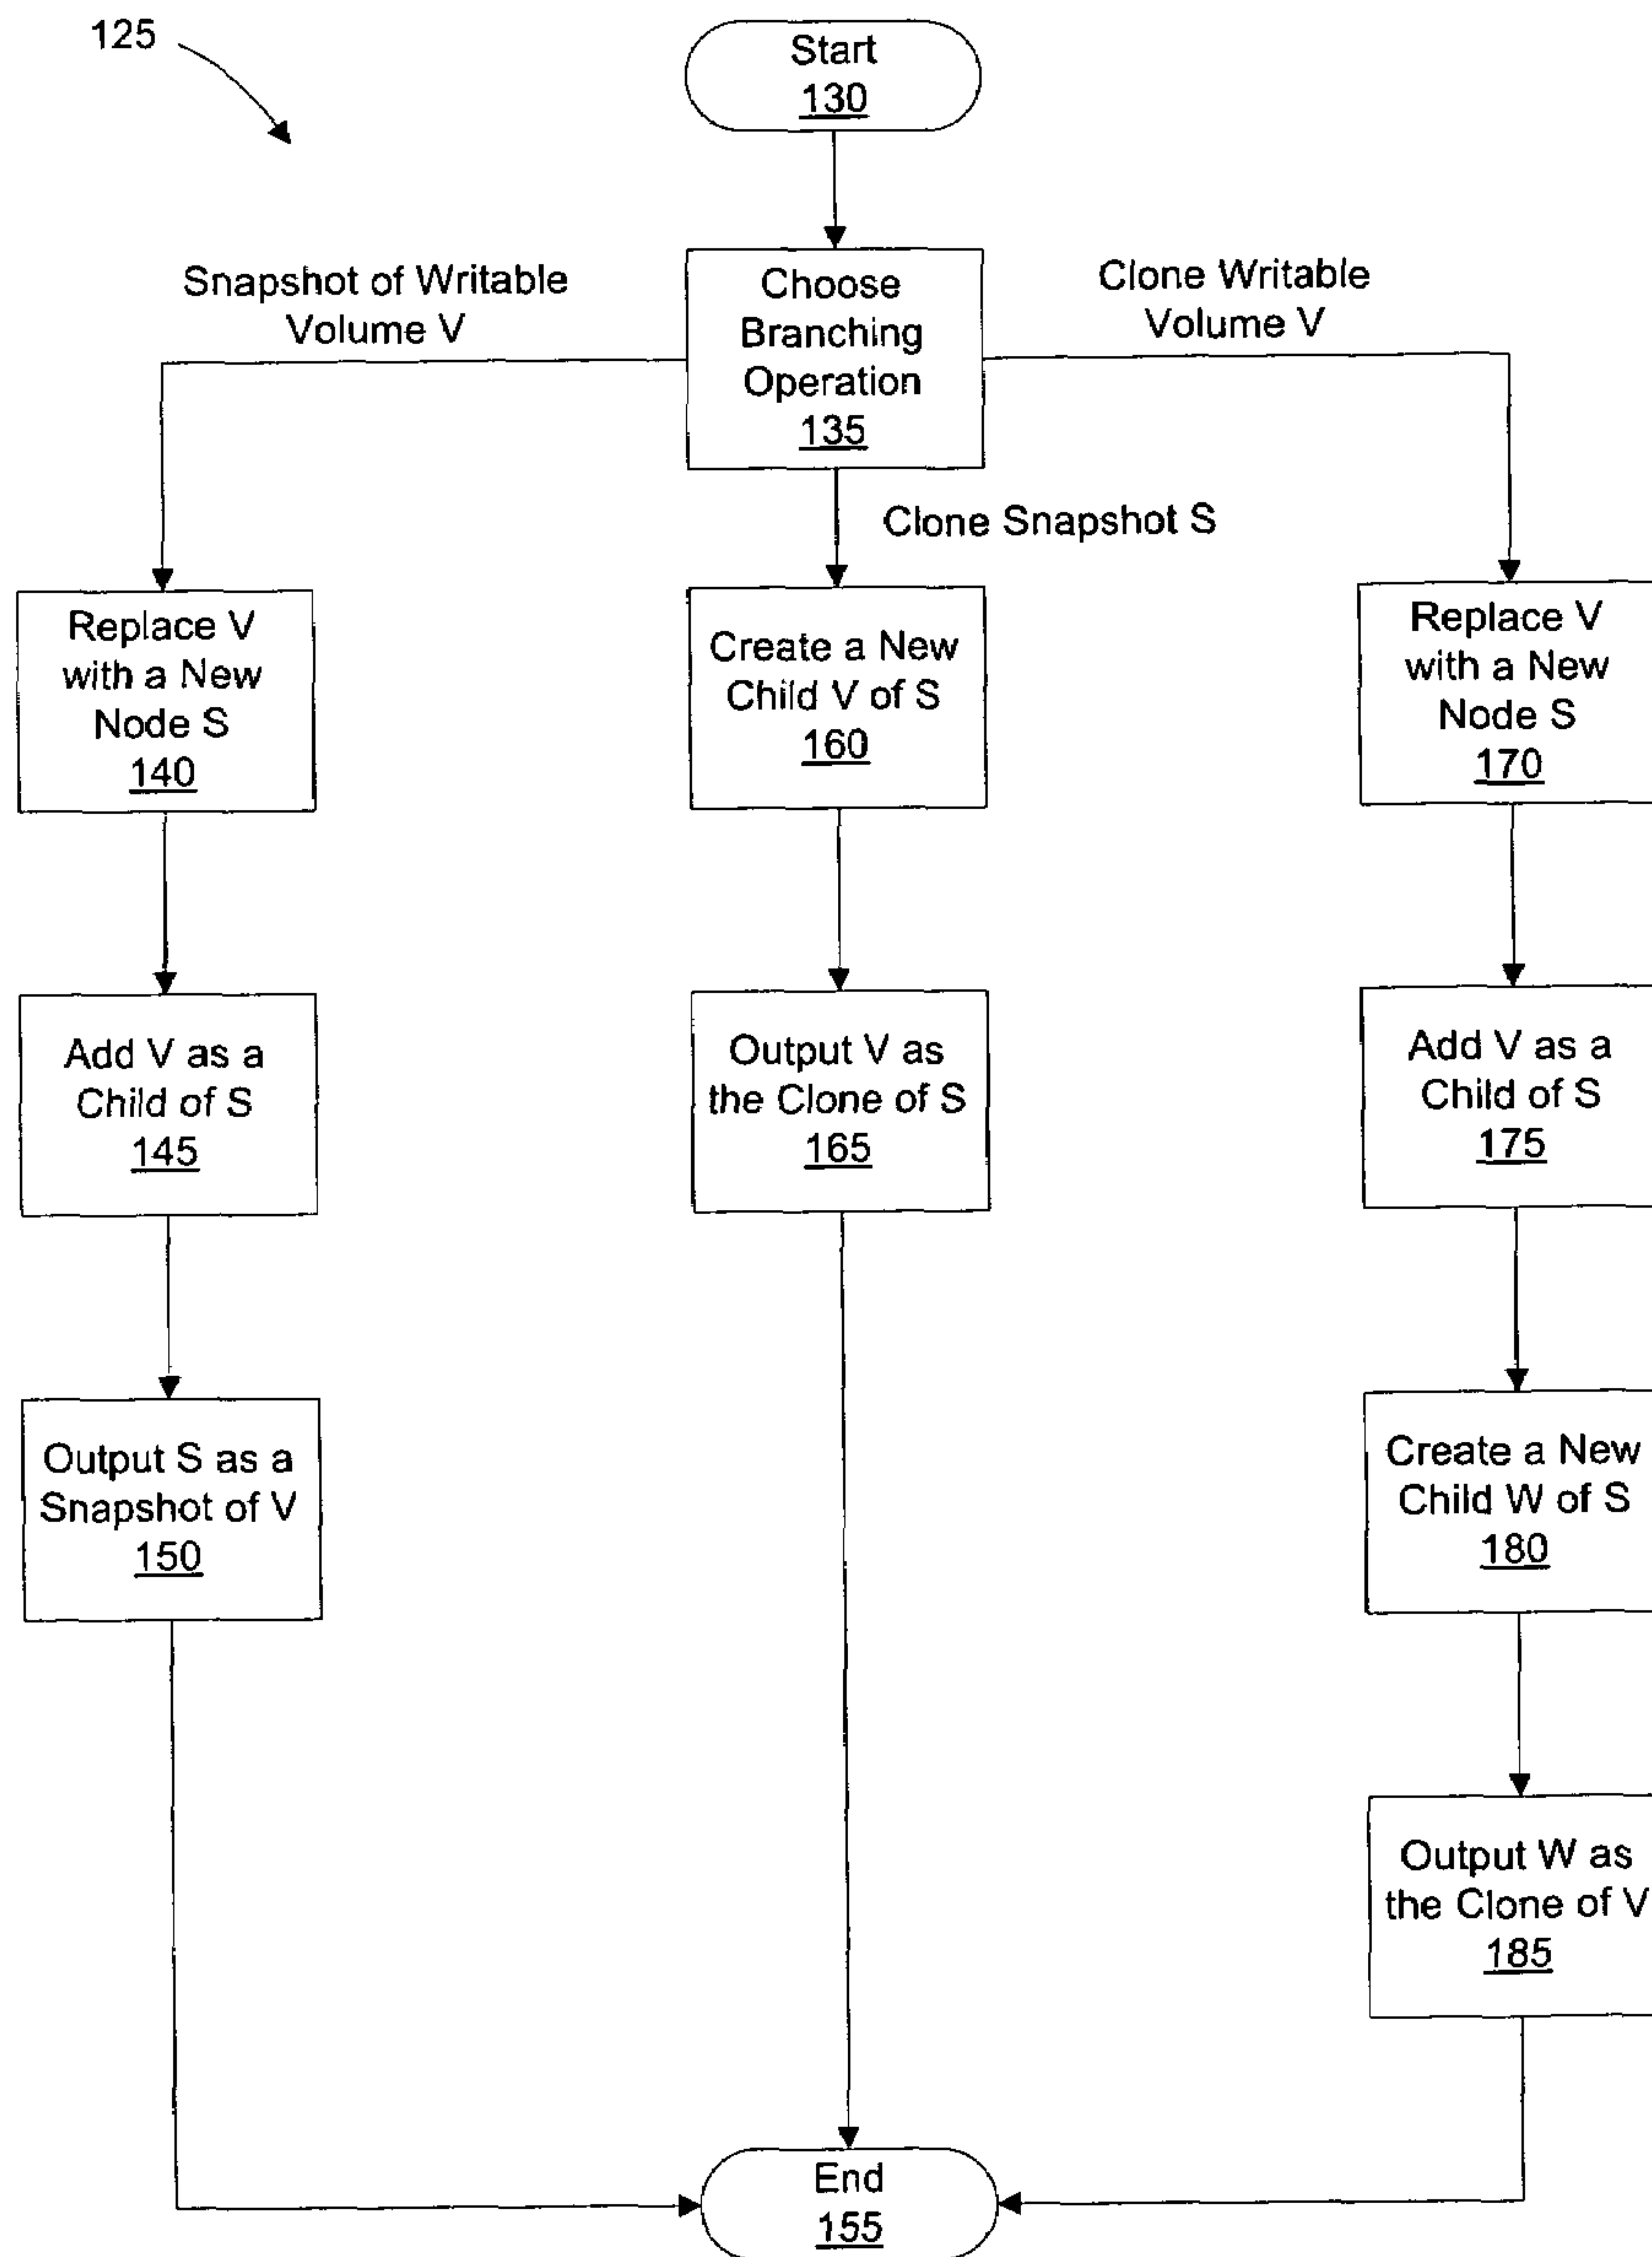 125
Start
130
Snapshot of Writable
Volume V
Choose
Branching
Operation
135
Clone Writable
Volume V
Clone Snapshot S
Replace V
with a New
Node S
140
Create a New
Child V of S
160
Replace V
with a New
Node S
170
Add V as a
Child of S
145
Output V as
the Clone of S
165
Add V as a
Child of S
175
Output S as a
Snapshot of V
150
Create a New
Child W of S
180
Output W as
the Clone of V
185
End
155